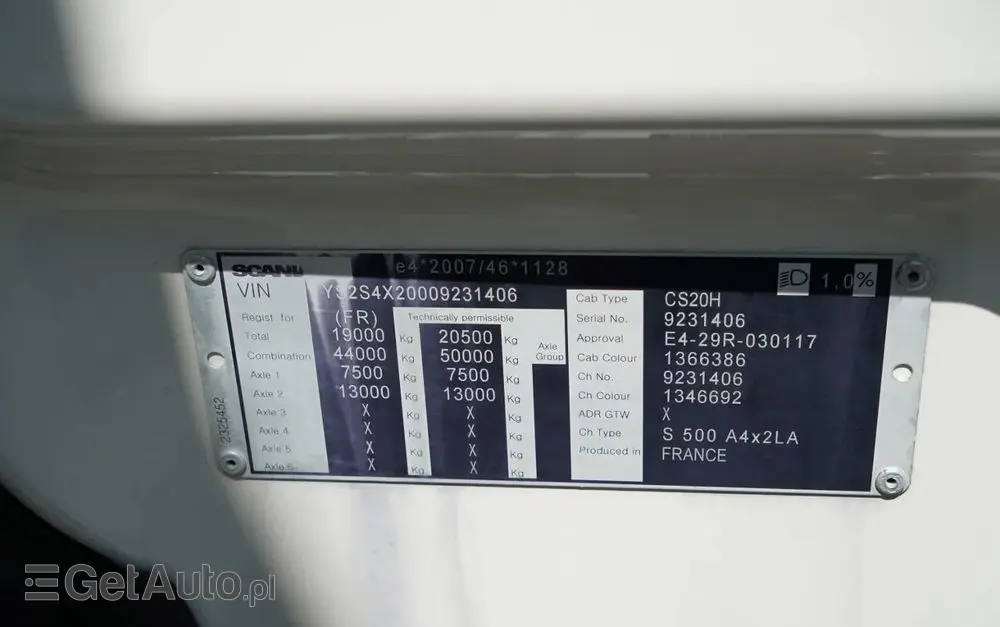 SCANIA e4*2007/46*1128 1,0%
VIN YS2S4X20009231406
Regist for (FR) Technically permissible
Total 19000 Kg 20500 Kg Axle Group
Combination 44000 Kg 50000 Kg
Axle 1 7500 Kg 7500 Kg
Axle 2 13000 Kg 13000 Kg
Axle 3 X Kg X Kg
Axle 4 X Kg X Kg
Axle 5 X Kg X Kg
Axle 6 X Kg X Kg
Cab Type CS20H
Serial No. 9231406
Approval E4-29R-030117
Cab Colour 1366386
Ch No. 9231406
Ch Colour 1346692
ADR GTW X
Ch Type S 500 A4x2LA
Produced in FRANCE
2325452
GetAuto.pl